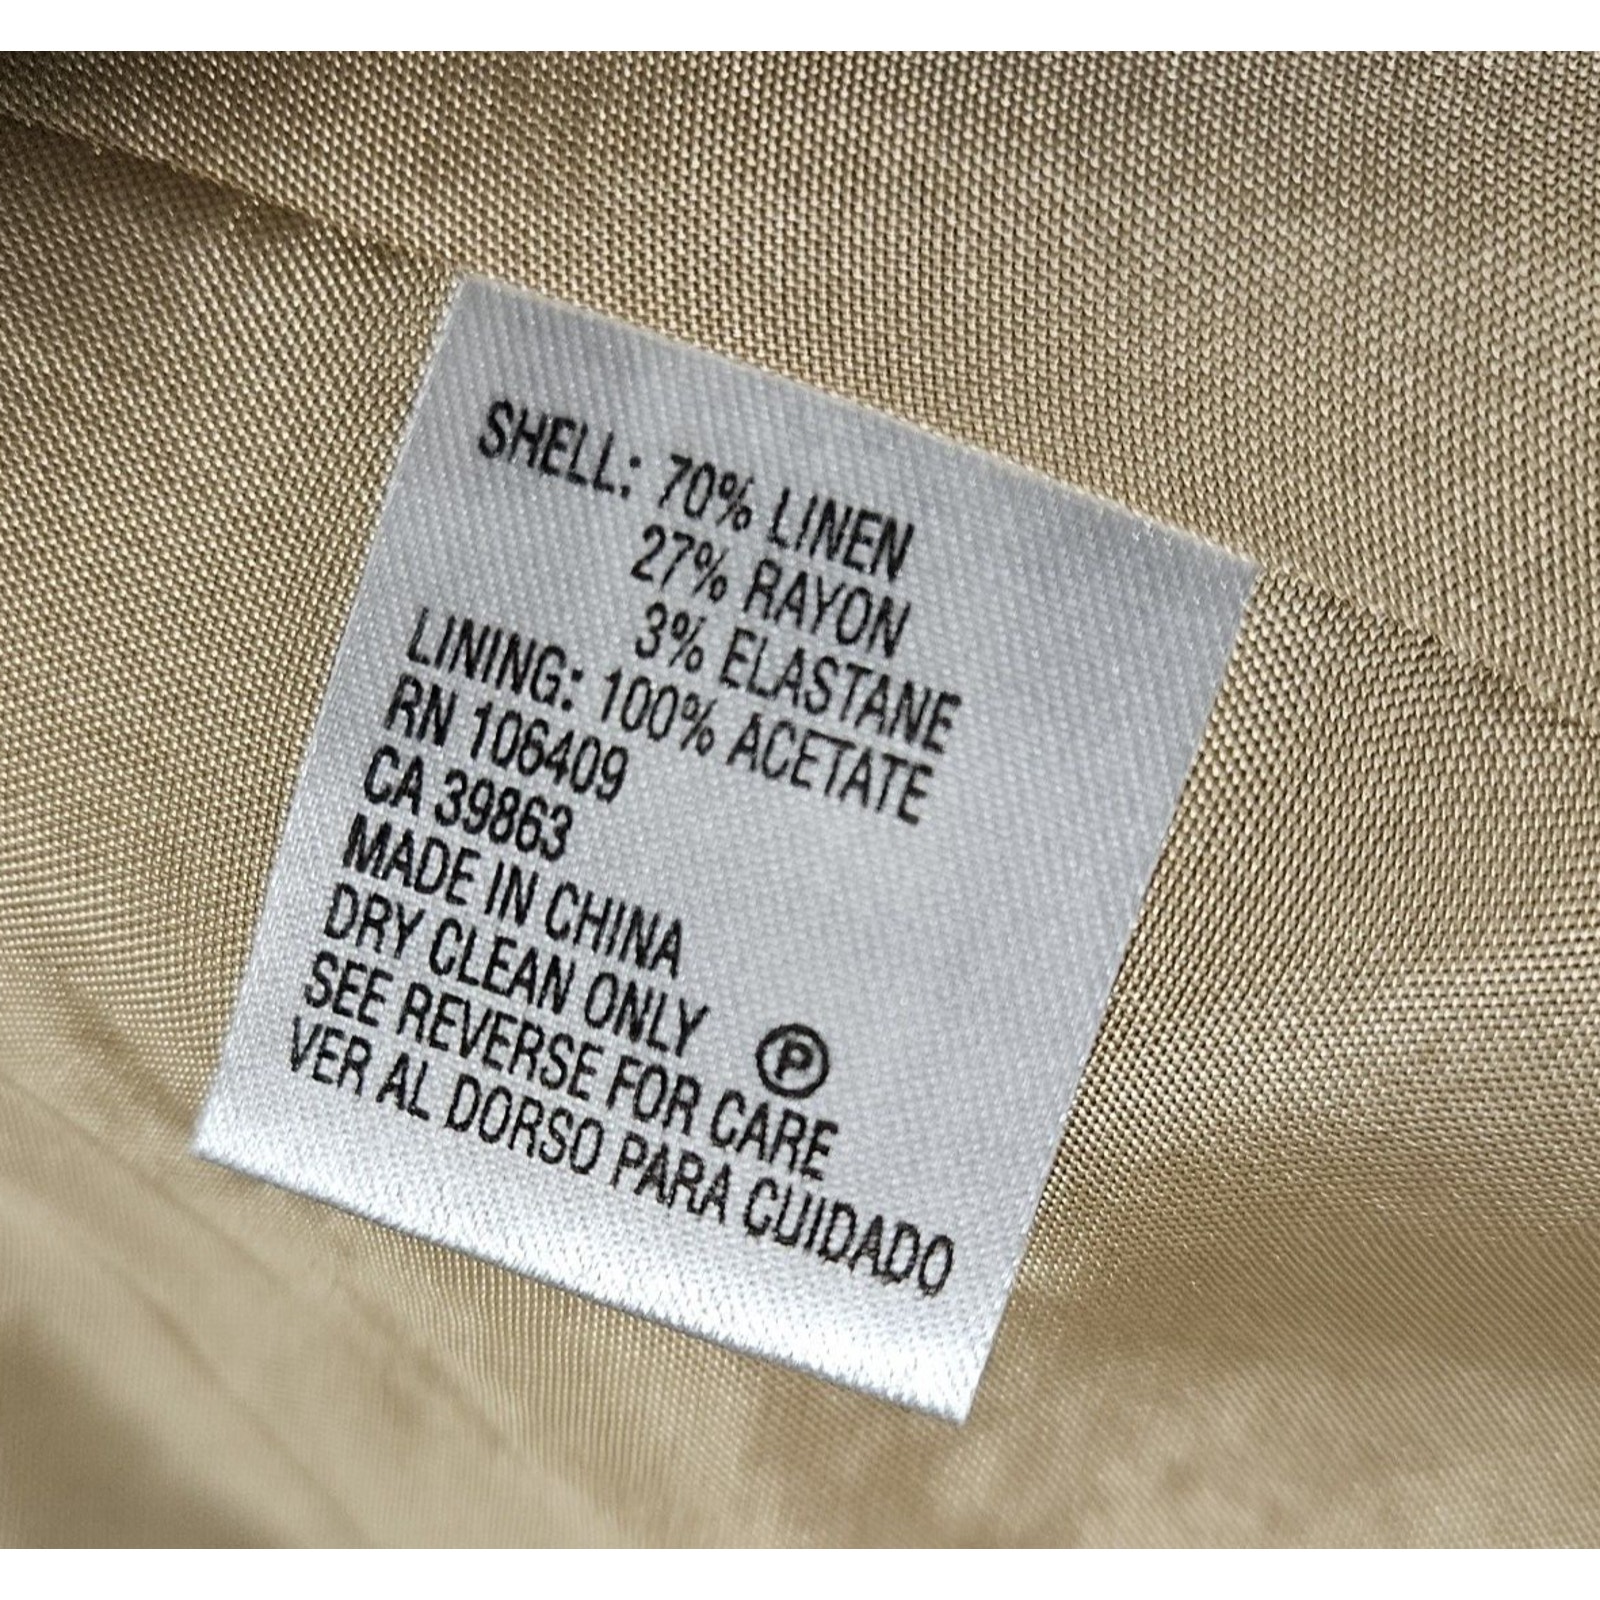 SHELL: 70% LINEN
27% RAYON
3% ELASTANE
LINING: 100% ACETATE
RN 106409
CA 39863
MADE IN CHINA
DRY CLEAN ONLY Ⓟ
SEE REVERSE FOR CARE
VER AL DORSO PARA CUIDADO